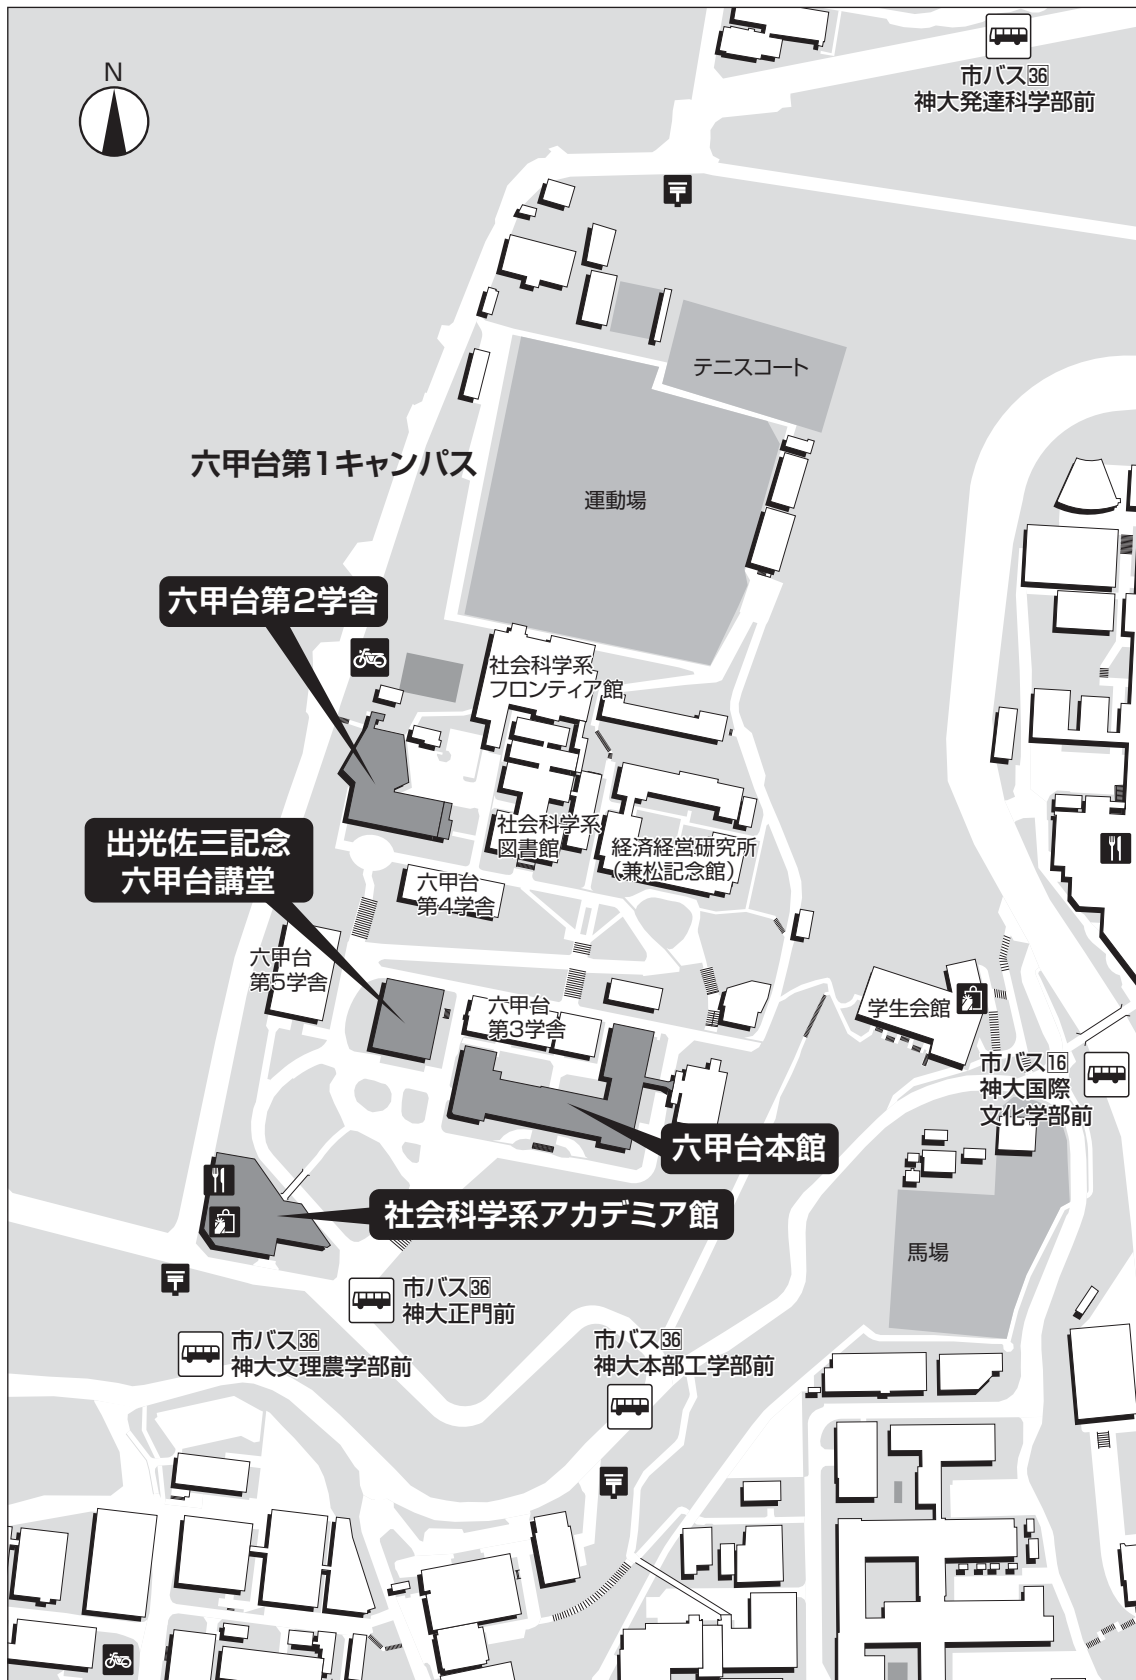 N
市バス36
神大発達科学部前
テニスコート
六甲台第1キャンパス
運動場
六甲台第2学舎
社会科学系
フロンティア館
社会科学系
図書館
経済経営研究所
(兼松記念館)
出光佐三記念
六甲台講堂
六甲台
第4学舎
六甲台
第5学舎
六甲台
第3学舎
学生会館
市バス16
神大国際
文化学部前
六甲台本館
社会科学系アカデミア館
馬場
市バス36
神大正門前
市バス36
神大文理農学部前
市バス36
神大本部工学部前